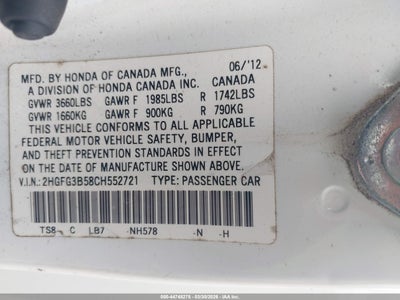 MFD. BY HONDA OF CANADA MFG., 06/'12
A DIVISION OF HONDA CANADA INC. CANADA
GVWR 3660LBS GAWR F 1985LBS R 1742LBS
GVWR 1660KG GAWR F 900KG R 790KG
THIS VEHICLE CONFORMS TO ALL APPLICABLE
FEDERAL MOTOR VEHICLE SAFETY, BUMPER,
AND THEFT PREVENTION STANDARDS IN EFFECT
ON THE DATE OF MANUFACTURE SHOWN ABOVE.
V.I.N.: 2HGFG3B58CH552721 TYPE: PASSENGER CAR
TS8- C LB7 -NH578 -N -H